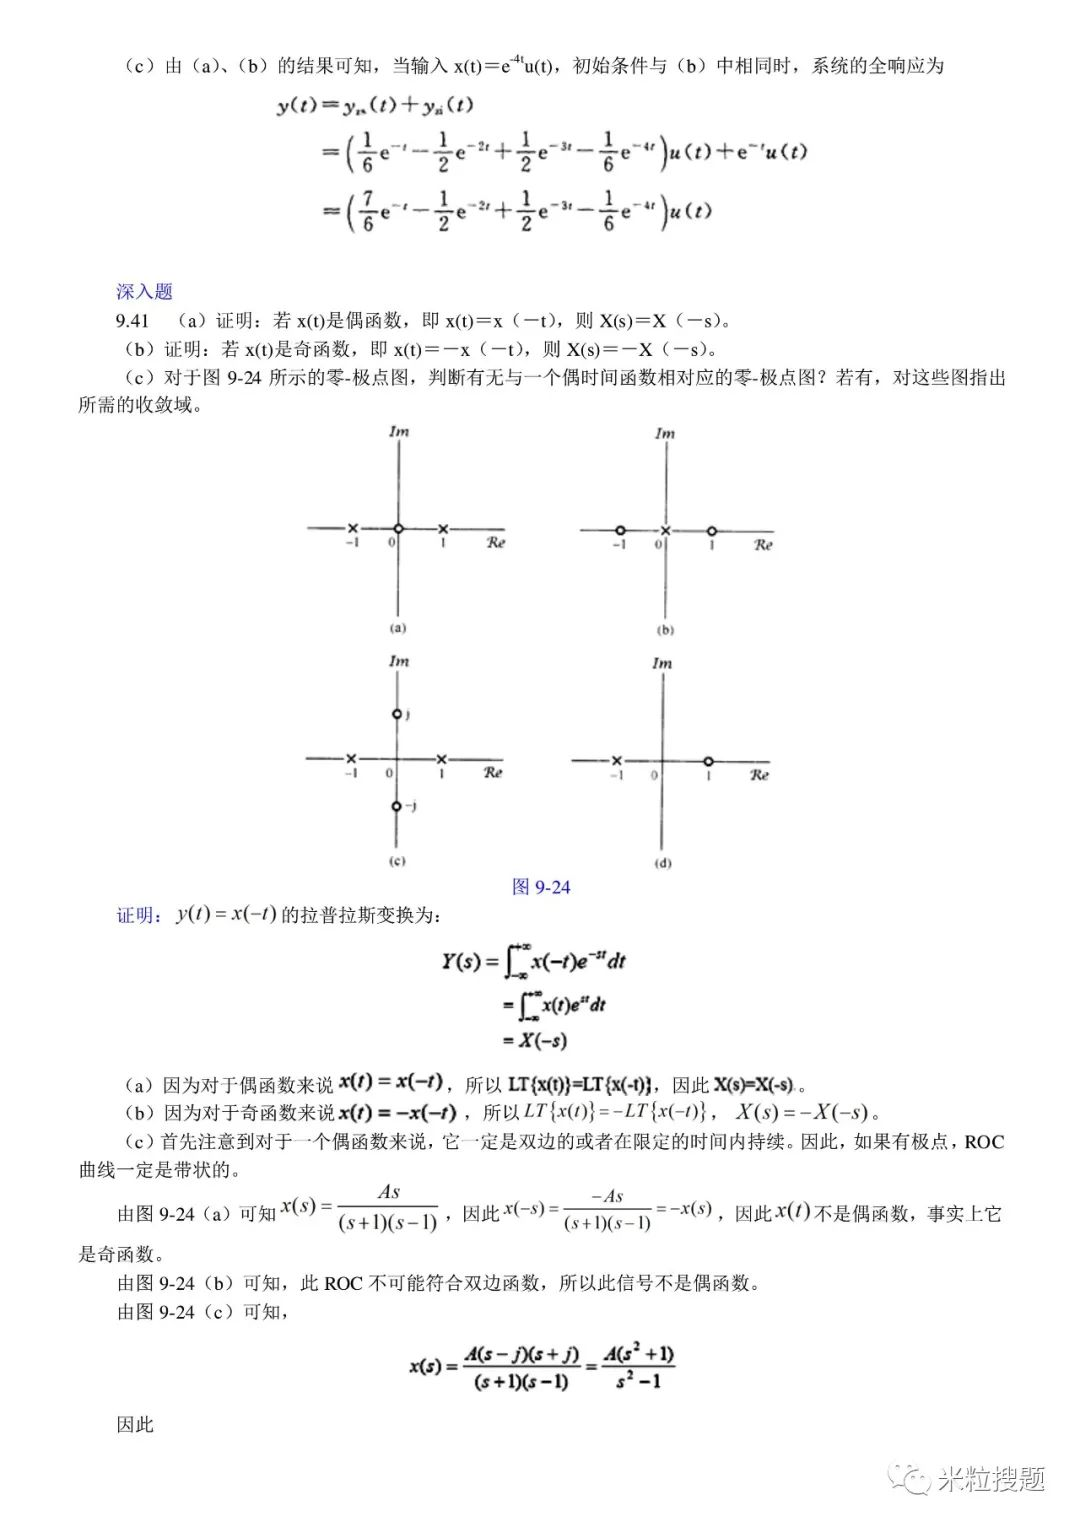 （c）由（a）、（b）的结果可知，当输入 x(t)＝e^-4t u(t)，初始条件与（b）中相同时，系统的全响应为
y(t)＝y_zs(t)＋y_zi(t)
＝(1/6 e^-t－1/2 e^-2t＋1/2 e^-3t－1/6 e^-4t)u(t)＋e^-t u(t)
＝(7/6 e^-t－1/2 e^-2t＋1/2 e^-3t－1/6 e^-4t)u(t)
深入题
9.41 （a）证明：若 x(t)是偶函数，即 x(t)＝x（－t），则 X(s)＝X（－s）。
（b）证明：若 x(t)是奇函数，即 x(t)＝－x（－t），则 X(s)＝－X（－s）。
（c）对于图 9-24 所示的零-极点图，判断有无与一个偶时间函数相对应的零-极点图？若有，对这些图指出
所需的收敛域。
Im Im
-1 0 1 Re -1 0 1 Re
(a) (b)
Im Im
j
-1 0 1 Re -1 0 1 Re
-j
(c) (d)
图 9-24
证明：y(t) = x(−t) 的拉普拉斯变换为：
Y(s) = ∫_-∞^+∞ x(−t)e^−st dt
= ∫_-∞^+∞ x(t)e^st dt
= X(−s)
（a）因为对于偶函数来说 x(t) = x(−t)，所以 LT{x(t)}=LT{x(-t)}，因此 X(s)=X(-s)。
（b）因为对于奇函数来说 x(t) = −x(−t)，所以 LT{x(t)} = −LT{x(−t)}， X(s) = −X(−s)。
（c）首先注意到对于一个偶函数来说，它一定是双边的或者在限定的时间内持续。因此，如果有极点，ROC
曲线一定是带状的。
由图 9-24（a）可知 x(s) = As/((s+1)(s−1))，因此 x(−s) = −As/((s+1)(s−1)) = −x(s)，因此 x(t) 不是偶函数，事实上它
是奇函数。
由图 9-24（b）可知，此 ROC 不可能符合双边函数，所以此信号不是偶函数。
由图 9-24（c）可知，
x(s) = A(s − j)(s + j)/((s+1)(s−1)) = A(s² +1)/(s² −1)
因此
米粒搜题